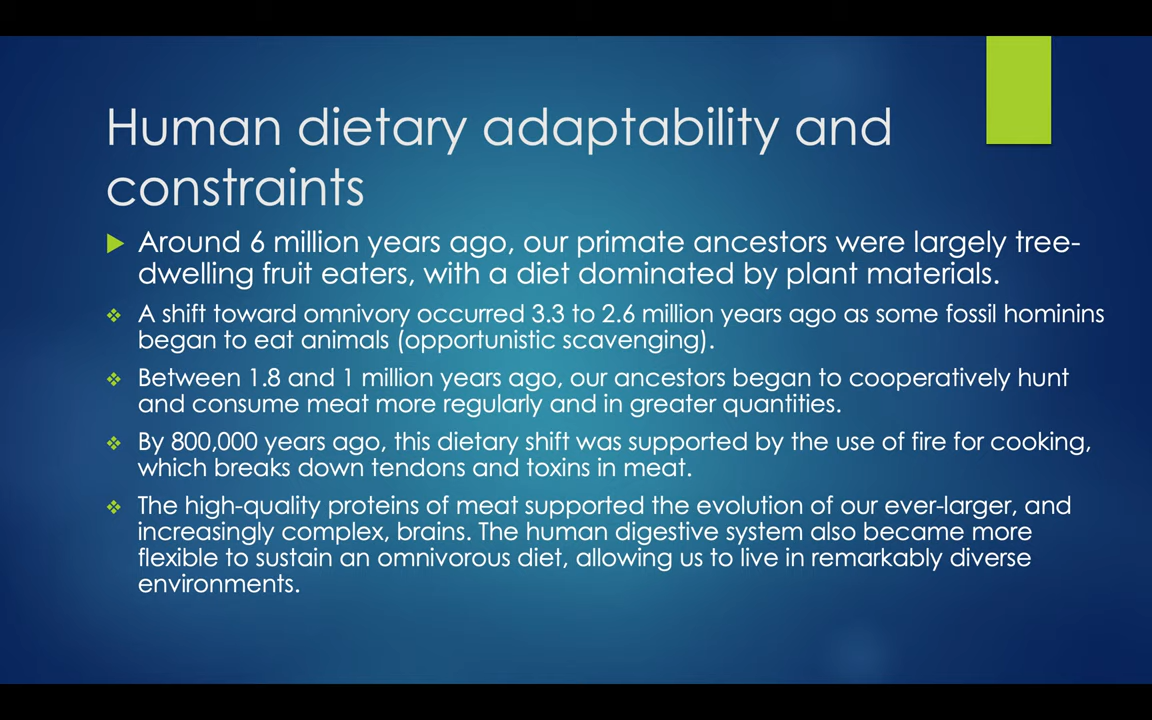 Human dietary adaptability and
constraints
Around 6 million years ago, our primate ancestors were largely tree-
dwelling fruit eaters, with a diet dominated by plant materials.
A shift toward omnivory occurred 3.3 to 2.6 million years ago as some fossil hominins
began to eat animals (opportunistic scavenging).
Between 1.8 and 1 million years ago, our ancestors began to cooperatively hunt
and consume meat more regularly and in greater quantities.
By 800,000 years ago, this dietary shift was supported by the use of fire for cooking,
which breaks down tendons and toxins in meat.
The high-quality proteins of meat supported the evolution of our ever-larger, and
increasingly complex, brains. The human digestive system also became more
flexible to sustain an omnivorous diet, allowing us to live in remarkably diverse
environments.